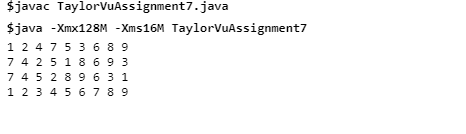 $javac TaylorVuAssignment7.java
$java -Xmx128M -Xms16M TaylorVuAssignment7
1 2 4 7 5 3 6 8 9
7 4 2 5 1 8 6 9 3
7 4 5 2 8 9 6 3 1
1 2 3 4 5 6 7 8 9